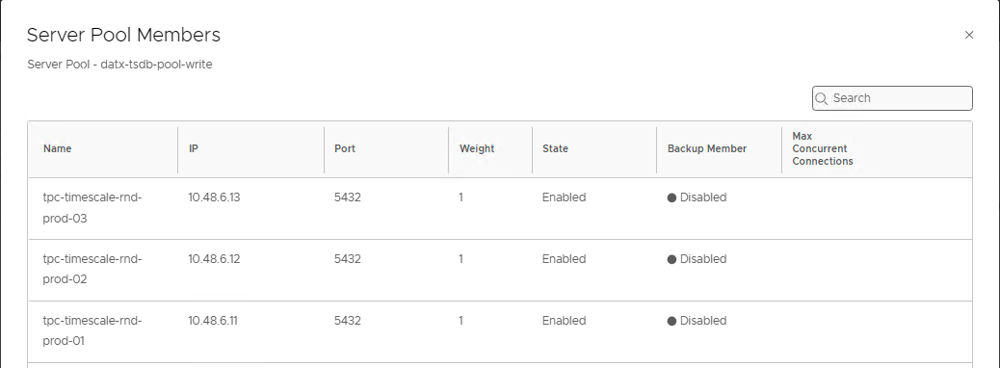 Server Pool Members
Server Pool - datx-tsdb-pool-write
Search
Name IP Port Weight State Backup Member Max
Concurrent
Connections
tpc-timescale-rnd- 10.48.6.13 5432 1 Enabled Disabled
prod-03
tpc-timescale-rnd- 10.48.6.12 5432 1 Enabled Disabled
prod-02
tpc-timescale-rnd- 10.48.6.11 5432 1 Enabled Disabled
prod-01